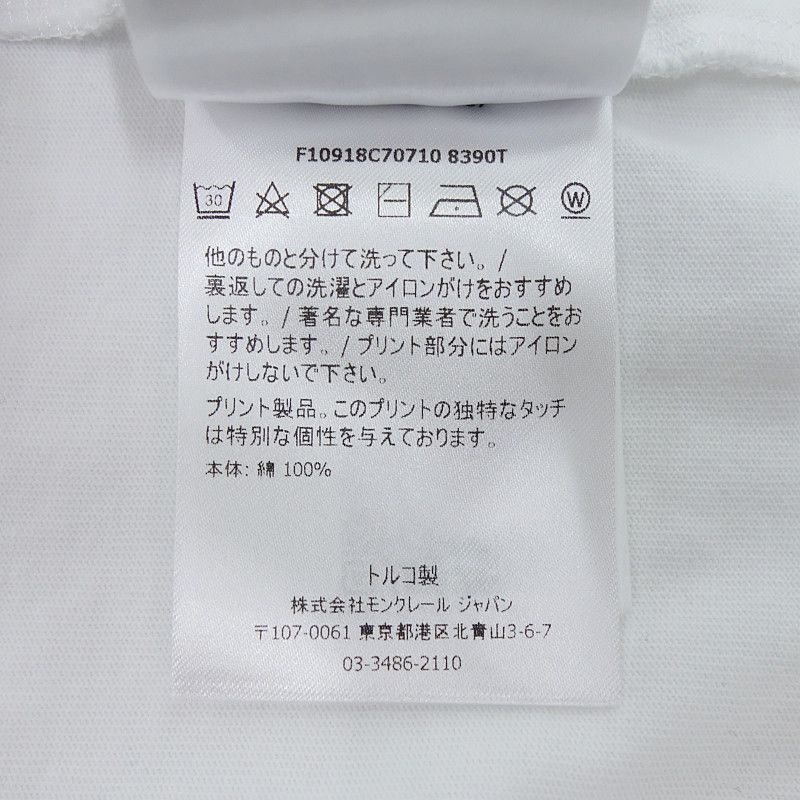 F10918C70710 8390T
30
W
他のものと分けて洗って下さい。/
裏返しての洗濯とアイロンがけをおすすめ
します。/ 著名な専門業者で洗うことをお
すすめします。/ プリント部分にはアイロン
がけしないで下さい。
プリント製品。このプリントの独特なタッチ
は特別な個性を与えております。
本体: 綿 100%
トルコ製
株式会社モンクレール ジャパン
〒107-0061 東京都港区北青山3-6-7
03-3486-2110